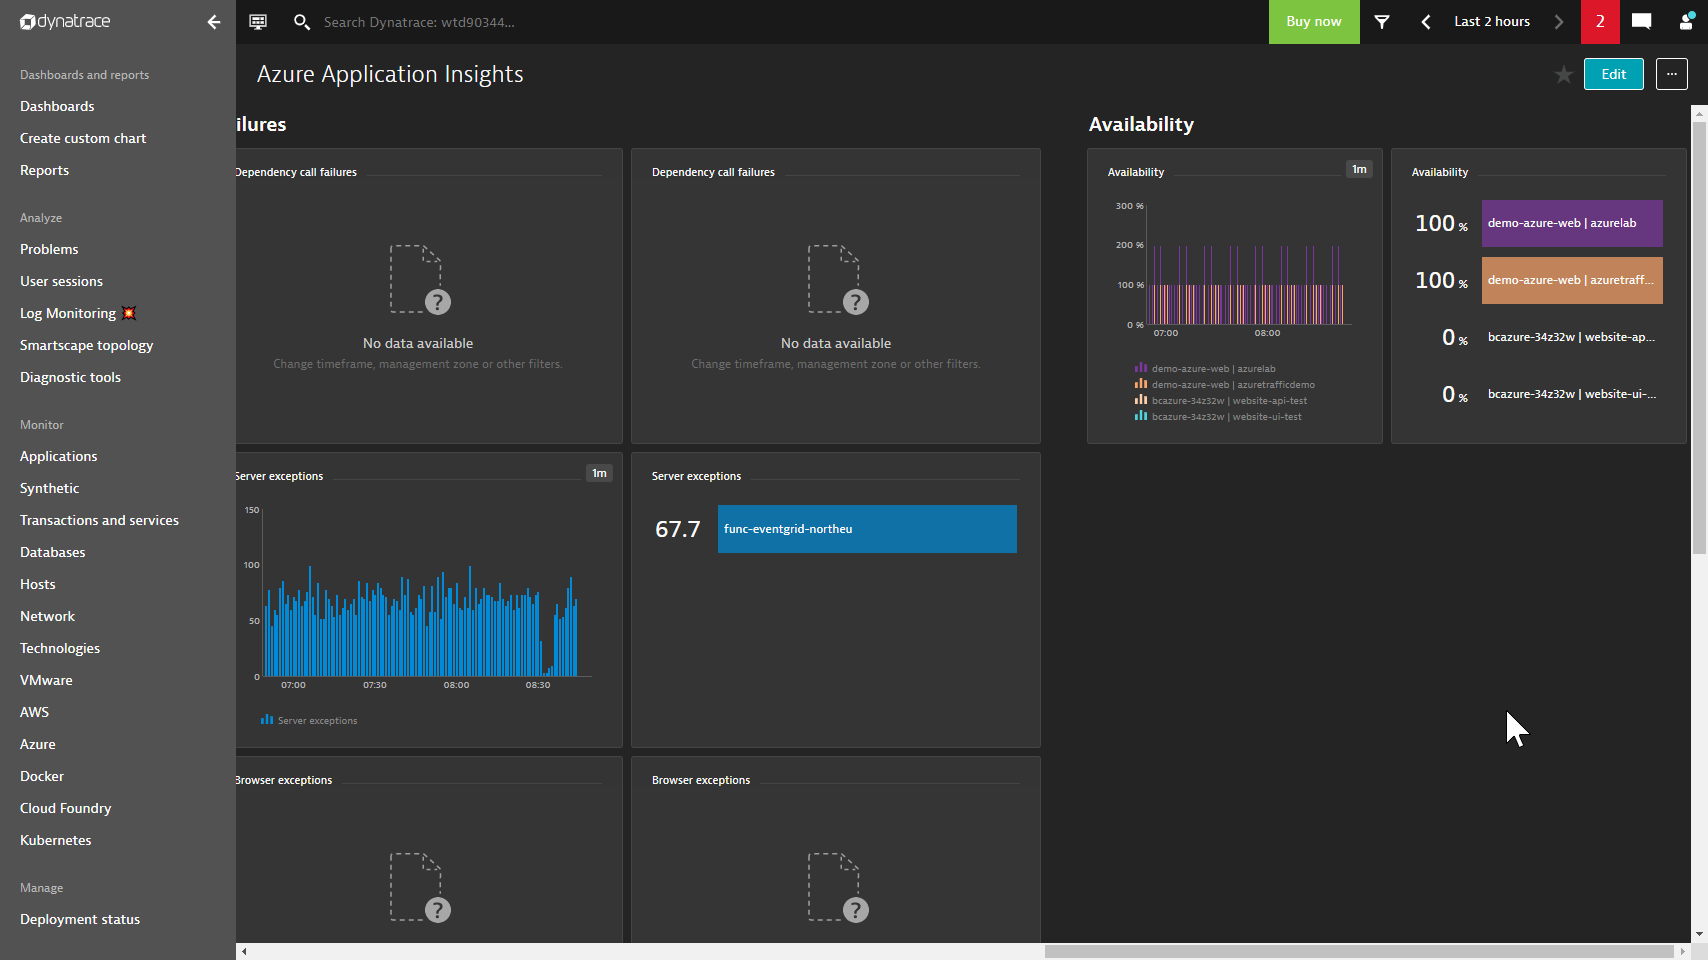 dynatrace
Search Dynatrace: wtd90344...
Buy now
Last 2 hours
2
Azure Application Insights
Edit
...
Dashboards and reports
Dashboards
Create custom chart
Reports
Analyze
Problems
User sessions
Log Monitoring
Smartscape topology
Diagnostic tools
Monitor
Applications
Synthetic
Transactions and services
Databases
Hosts
Network
Technologies
VMware
AWS
Azure
Docker
Cloud Foundry
Kubernetes
Manage
Deployment status
ilures
Dependency call failures
?
No data available
Change timeframe, management zone or other filters.
Dependency call failures
?
No data available
Change timeframe, management zone or other filters.
Server exceptions
1m
150
100
50
0
07:00 07:30 08:00 08:30
Server exceptions
Server exceptions
67.7 func-eventgrid-northeu
Browser exceptions
?
Browser exceptions
?
Availability
Availability
1m
300 %
200 %
100 %
0 %
07:00 08:00
demo-azure-web | azurelab
demo-azure-web | azuretrafficdemo
bcazure-34z32w | website-api-test
bcazure-34z32w | website-ui-test
Availability
100 % demo-azure-web | azurelab
100 % demo-azure-web | azuretraff...
0 % bcazure-34z32w | website-ap...
0 % bcazure-34z32w | website-ui-...